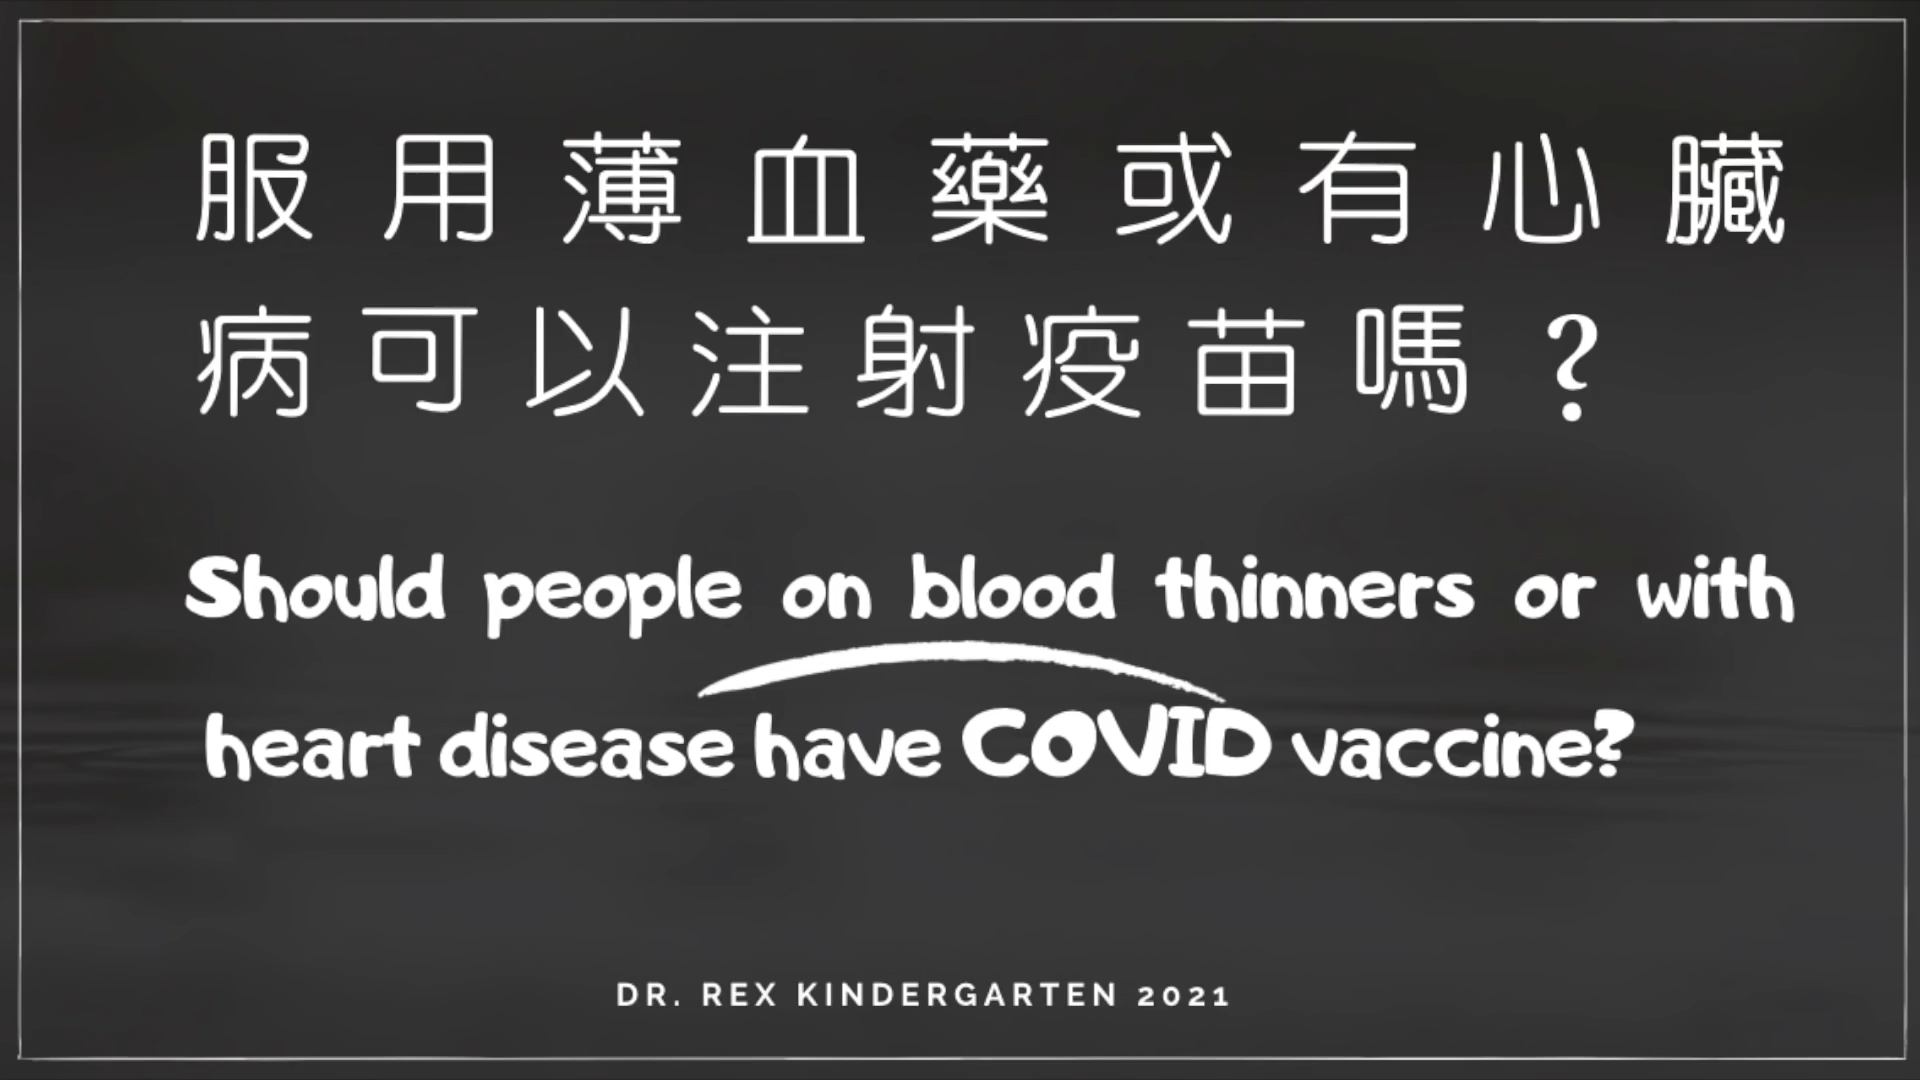 服用薄血藥或有心臟
病可以注射疫苗嗎？
Should people on blood thinners or with
heart disease have COVID vaccine?
DR. REX KINDERGARTEN 2021